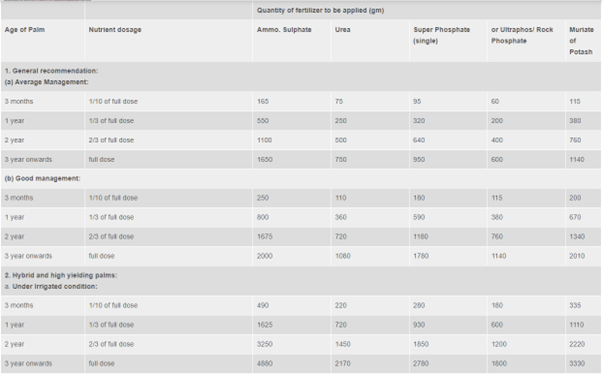 Quantity of fertilizer to be applied (gm)
Age of Palm Nutrient dosage Ammo. Sulphate Urea Super Phosphate (single) or Ultraphos/ Rock Phosphate Muriate of Potash
1. General recommendation:
(a) Average Management:
3 months 1/10 of full dose 165 75 95 60 115
1 year 1/3 of full dose 550 250 320 200 380
2 year 2/3 of full dose 1100 500 640 400 760
3 year onwards full dose 1650 750 950 600 1140
(b) Good management:
3 months 1/10 of full dose 250 110 180 115 200
1 year 1/3 of full dose 800 360 590 380 670
2 year 2/3 of full dose 1675 720 1180 760 1340
3 year onwards full dose 2000 1080 1780 1140 2010
2. Hybrid and high yielding palms:
a. Under Irrigated condition:
3 months 1/10 of full dose 490 220 280 180 335
1 year 1/3 of full dose 1625 720 930 600 1110
2 year 2/3 of full dose 3250 1450 1850 1200 2220
3 year onwards full dose 4880 2170 2780 1800 3330